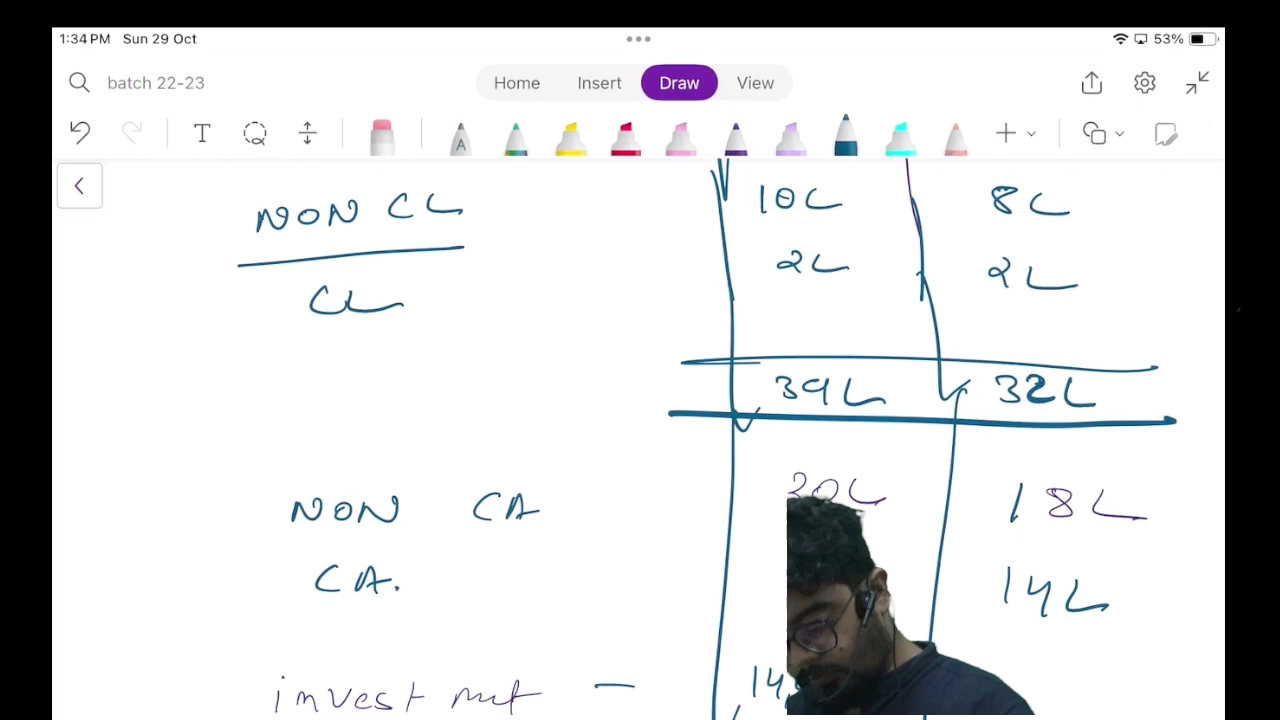 1:34 PM Sun 29 Oct 53%
batch 22-23 Home Insert Draw View
T A
NON CL 10L 8L
CL 2L 2L
39L 32L
NON CA 18L
CA. 14L
invest